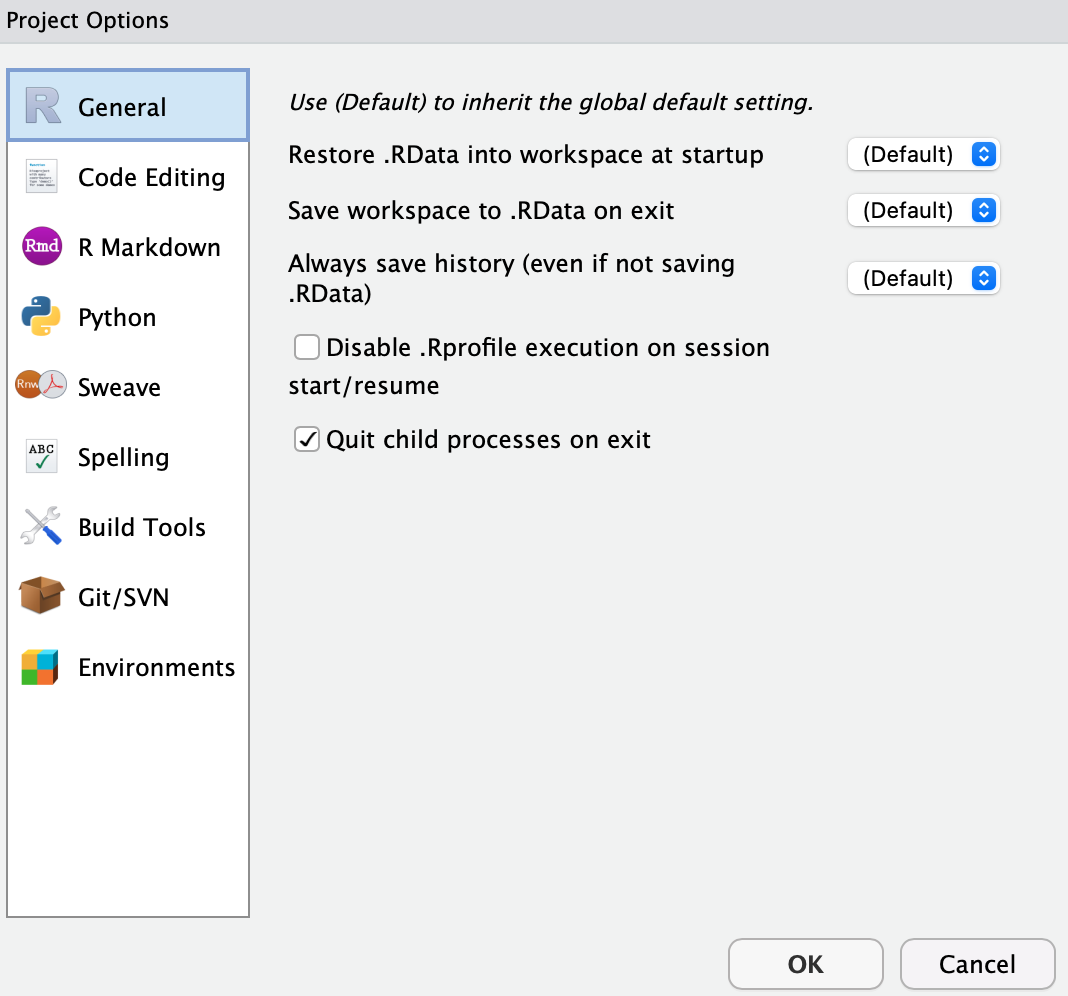 Project Options
General
Code Editing
Rmd
R Markdown
Python
Rnw
Sweave
ABC
Spelling
Build Tools
Git/SVN
Environments
Use (Default) to inherit the global default setting.
Restore .RData into workspace at startup
(Default)
Save workspace to .RData on exit
(Default)
Always save history (even if not saving
.RData)
(Default)
Disable .Rprofile execution on session
start/resume
Quit child processes on exit
OK
Cancel